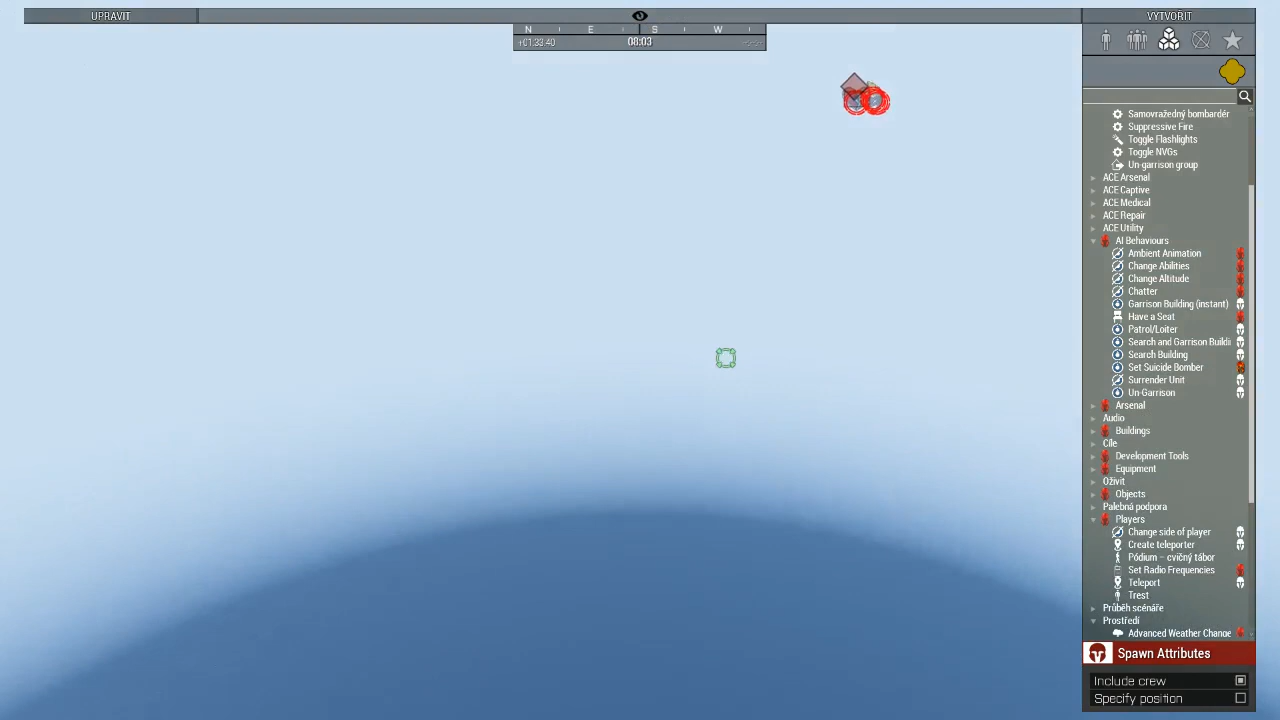 UPRAVIT
VYTVOŘIT
N E S W
+01:33.40 08:03
Samovražedný bombardér
Suppressive Fire
Toggle Flashlights
Toggle NVGs
Un-garrison group
ACE Arsenal
ACE Captive
ACE Medical
ACE Repair
ACE Utility
AI Behaviours
Ambient Animation
Change Abilities
Change Altitude
Chatter
Garrison Building (instant)
Have a Seat
Patrol/Loiter
Search and Garrison Buildi
Search Building
Set Suicide Bomber
Surrender Unit
Un-Garrison
Arsenal
Audio
Buildings
Cíle
Development Tools
Equipment
Oživit
Objects
Palebná podpora
Players
Change side of player
Create teleporter
Pódium – cvičný tábor
Set Radio Frequencies
Teleport
Trest
Průběh scénáře
Prostředí
Advanced Weather Change
Spawn Attributes
Include crew
Specify position